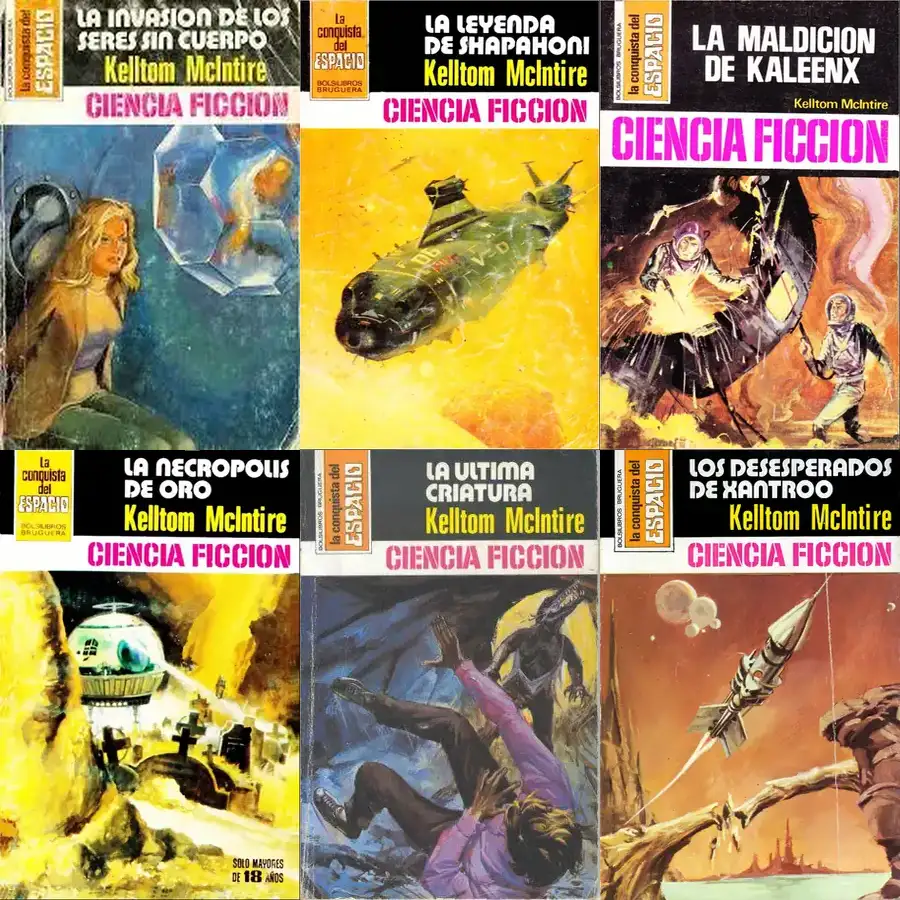 BOLSILIBROS BRUGUERA
la conquista del
ESPACIO
LA INVASION DE LOS
SERES SIN CUERPO
Kelltom McIntire
CIENCIA FICCION
La
conquista
del
ESPACIO
BOLSILIBROS
BRUGUERA
LA LEYENDA
DE SHAPAHONI
Kelltom McIntire
CIENCIA FICCION
V-D
BOLSILIBROS BRUGUERA
la conquista del
ESPACIO
LA MALDICION
DE KALEENX
Kelltom McIntire
CIENCIA FICCION
La
conquista
del
ESPACIO
BOLSILIBROS
BRUGUERA
LA NECROPOLIS
DE ORO
Kelltom McIntire
CIENCIA FICCION
SOLO MAYORES
DE 18 AÑOS
BOLSILIBROS BRUGUERA
la conquista del
ESPACIO
LA ULTIMA
CRIATURA
Kelltom McIntire
CIENCIA FICCION
BOLSILIBROS BRUGUERA
la conquista del
ESPACIO
LOS DESESPERADOS
DE XANTROO
Kelltom McIntire
CIENCIA FICCION